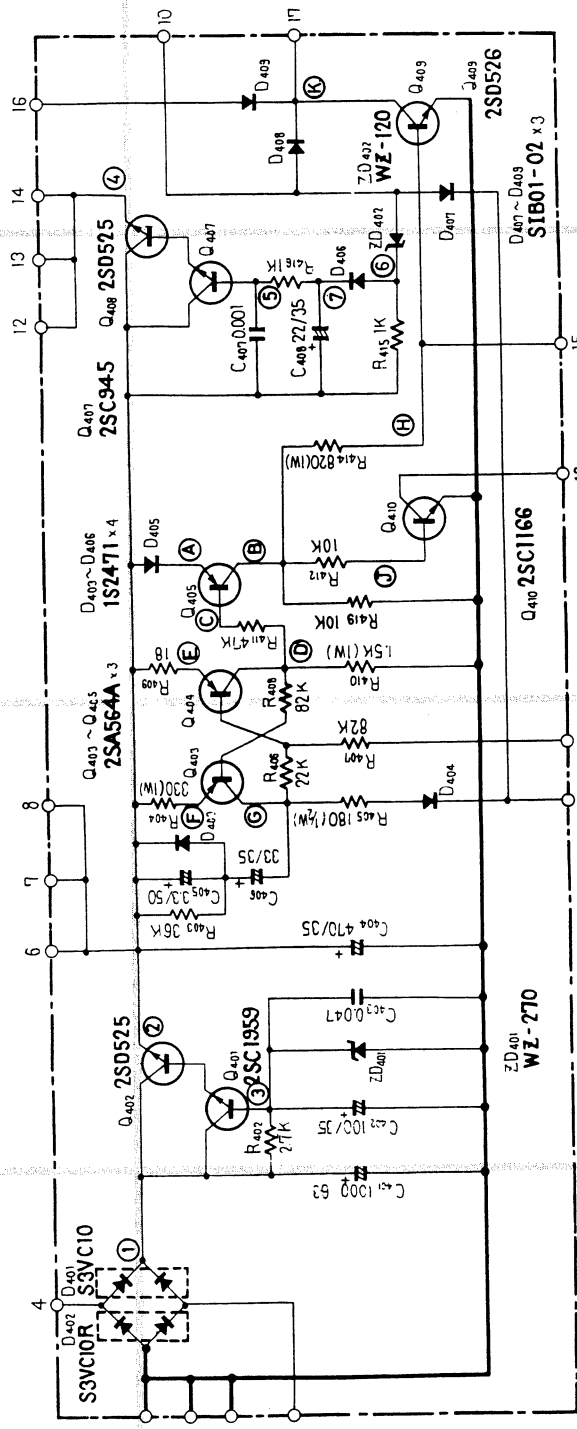 4
6
7
8
12
13
14
16
10
17
S3VC10R
D402
D401
S3VC10
①
Q402
2SD525
②
Q401
2SC1959
③
R402
27K
C401 1000 63
C402 100/35
ZD401
C403 0.047
C404 470/35
ZD401
WZ-270
R403 36K
C405 33/50
D403
C406
33/35
R404 330(1W)
Ⓕ
Q403
Ⓖ
R405 180(½W)
D404
R406
22K
R407
82K
Q403 ~ Q405
2SA564A x3
R409
18
Ⓔ
Q404
R408
82K
Ⓓ
R410
1.5K(1W)
R411 47K
Ⓒ
D403~D406
1S2471 x4
D405
Ⓐ
Q405
Ⓑ
R412
10K
R419 10K
Ⓙ
R414 820(1W)
Ⓗ
Q410
Q410 2SC1166
15
Q407
2SC945
Q408 2SD525
④
Q407
C407 0.001
⑤
R416 1K
C408 22/35
⑦
D406
R415 1K
⑥
ZD402
ZD402
WZ-120
D407
D408
D409
Ⓚ
Q409
Q409
2SD526
D407~D409
SIB01-02 x3